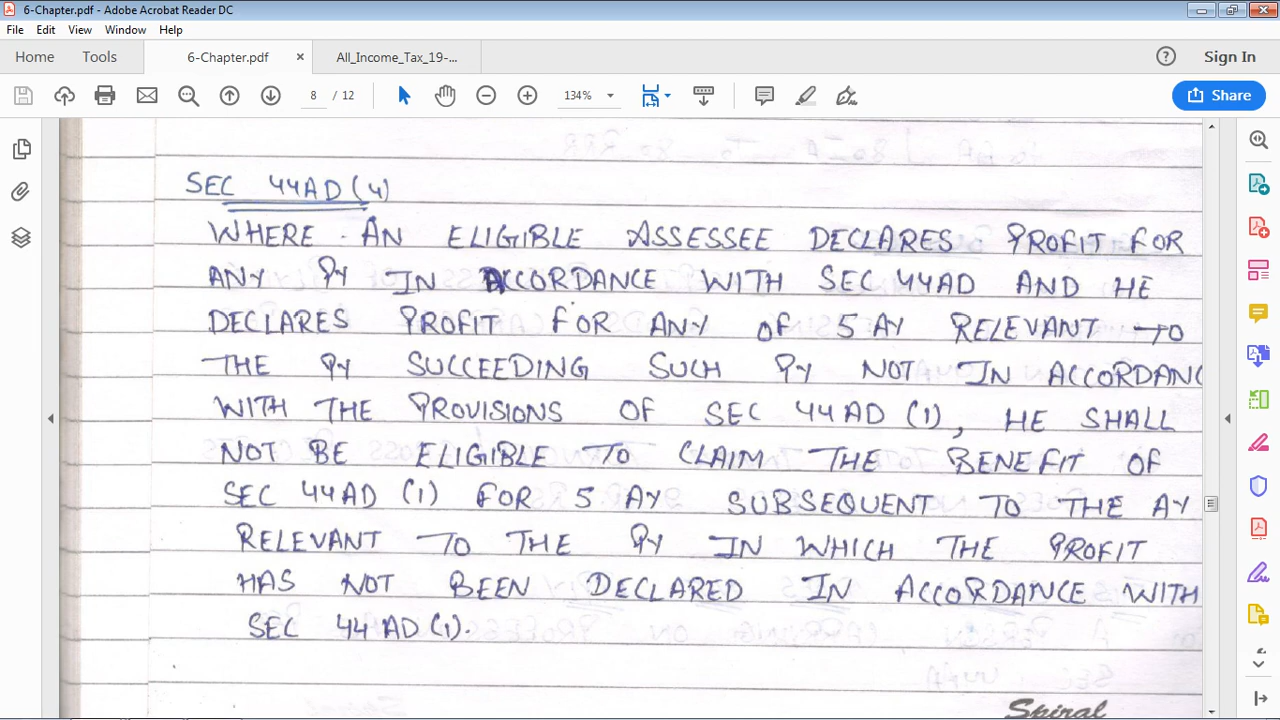 6-Chapter.pdf - Adobe Acrobat Reader DC
File Edit View Window Help
Home Tools 6-Chapter.pdf × All_Income_Tax_19-... ? Sign In
8 / 12 134% Share
SEC 44AD(4)
WHERE AN ELIGIBLE ASSESSEE DECLARES PROFIT FOR
ANY PY IN ACCORDANCE WITH SEC 44AD AND HE
DECLARES PROFIT FOR ANY OF 5 AY RELEVANT TO
THE PY SUCCEEDING SUCH PY NOT IN ACCORDANC
WITH THE PROVISIONS OF SEC 44AD (1), HE SHALL
NOT BE ELIGIBLE TO CLAIM THE BENEFIT OF
SEC 44AD (1) FOR 5 AY SUBSEQUENT TO THE AY
RELEVANT TO THE PY IN WHICH THE PROFIT
HAS NOT BEEN DECLARED IN ACCORDANCE WITH
SEC 44AD(1).
Spiral